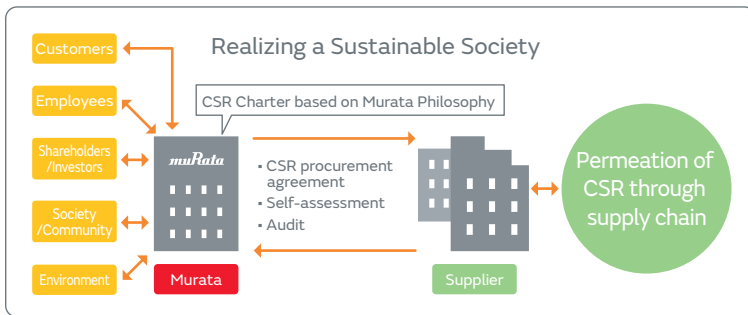 Realizing a Sustainable Society
Customers
Employees
Shareholders
/Investors
Society
/Community
Environment
CSR Charter based on Murata Philosophy
muRata
Murata
• CSR procurement
agreement
• Self-assessment
• Audit
Supplier
Permeation of
CSR through
supply chain